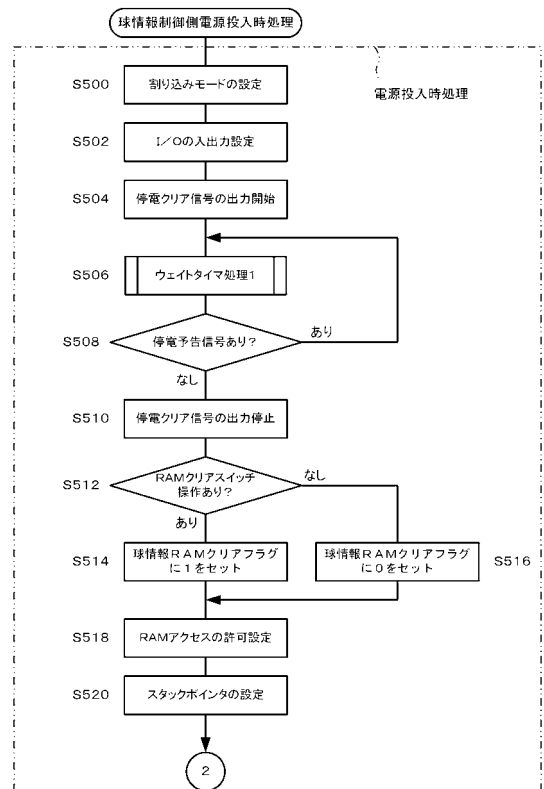 球情報制御側電源投入時処理
電源投入時処理
S500
割り込みモードの設定
S502
I/Oの入出力設定
S504
停電クリア信号の出力開始
S506
ウェイトタイマ処理1
S508
停電予告信号あり?
あり
なし
S510
停電クリア信号の出力停止
S512
RAMクリアスイッチ
操作あり?
なし
あり
S514
球情報RAMクリアフラグ
に1をセット
球情報RAMクリアフラグ
に0をセット
S516
S518
RAMアクセスの許可設定
S520
スタックポインタの設定
2